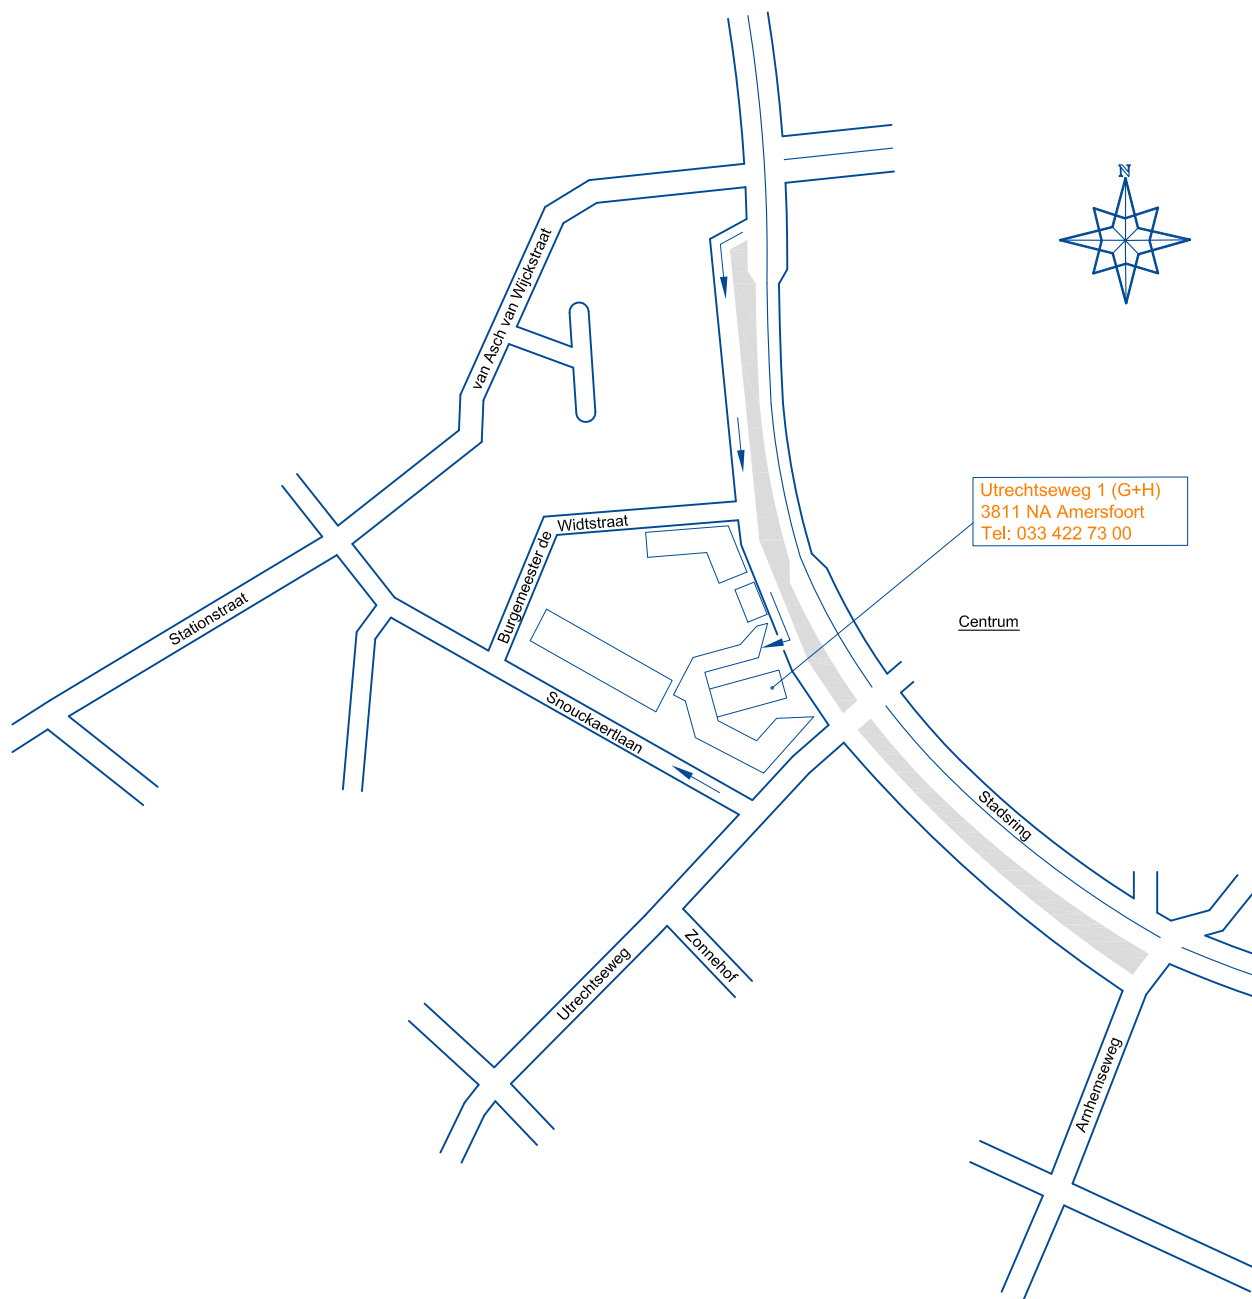 N
van Asch van Wijckstraat
Utrechtseweg 1 (G+H)
3811 NA Amersfoort
Tel: 033 422 73 00
Widtstraat
Burgemeester de
Stationstraat
Centrum
Snouckaertlaan
Stadsring
Zonnehof
Utrechtseweg
Arnhemseweg